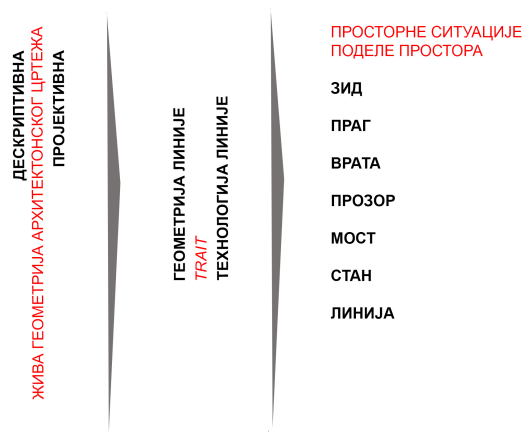 ДЕСКРИПТИВНА
ЖИВА ГЕОМЕТРИЈА АРХИТЕКТОНСКОГ ЦРТЕЖА
ПРОЈЕКТИВНА
ГЕОМЕТРИЈА ЛИНИЈЕ
TRAIT
ТЕХНОЛОГИЈА ЛИНИЈЕ
ПРОСТОРНЕ СИТУАЦИЈЕ
ПОДЕЛЕ ПРОСТОРА
ЗИД
ПРАГ
ВРАТА
ПРОЗОР
МОСТ
СТАН
ЛИНИЈА